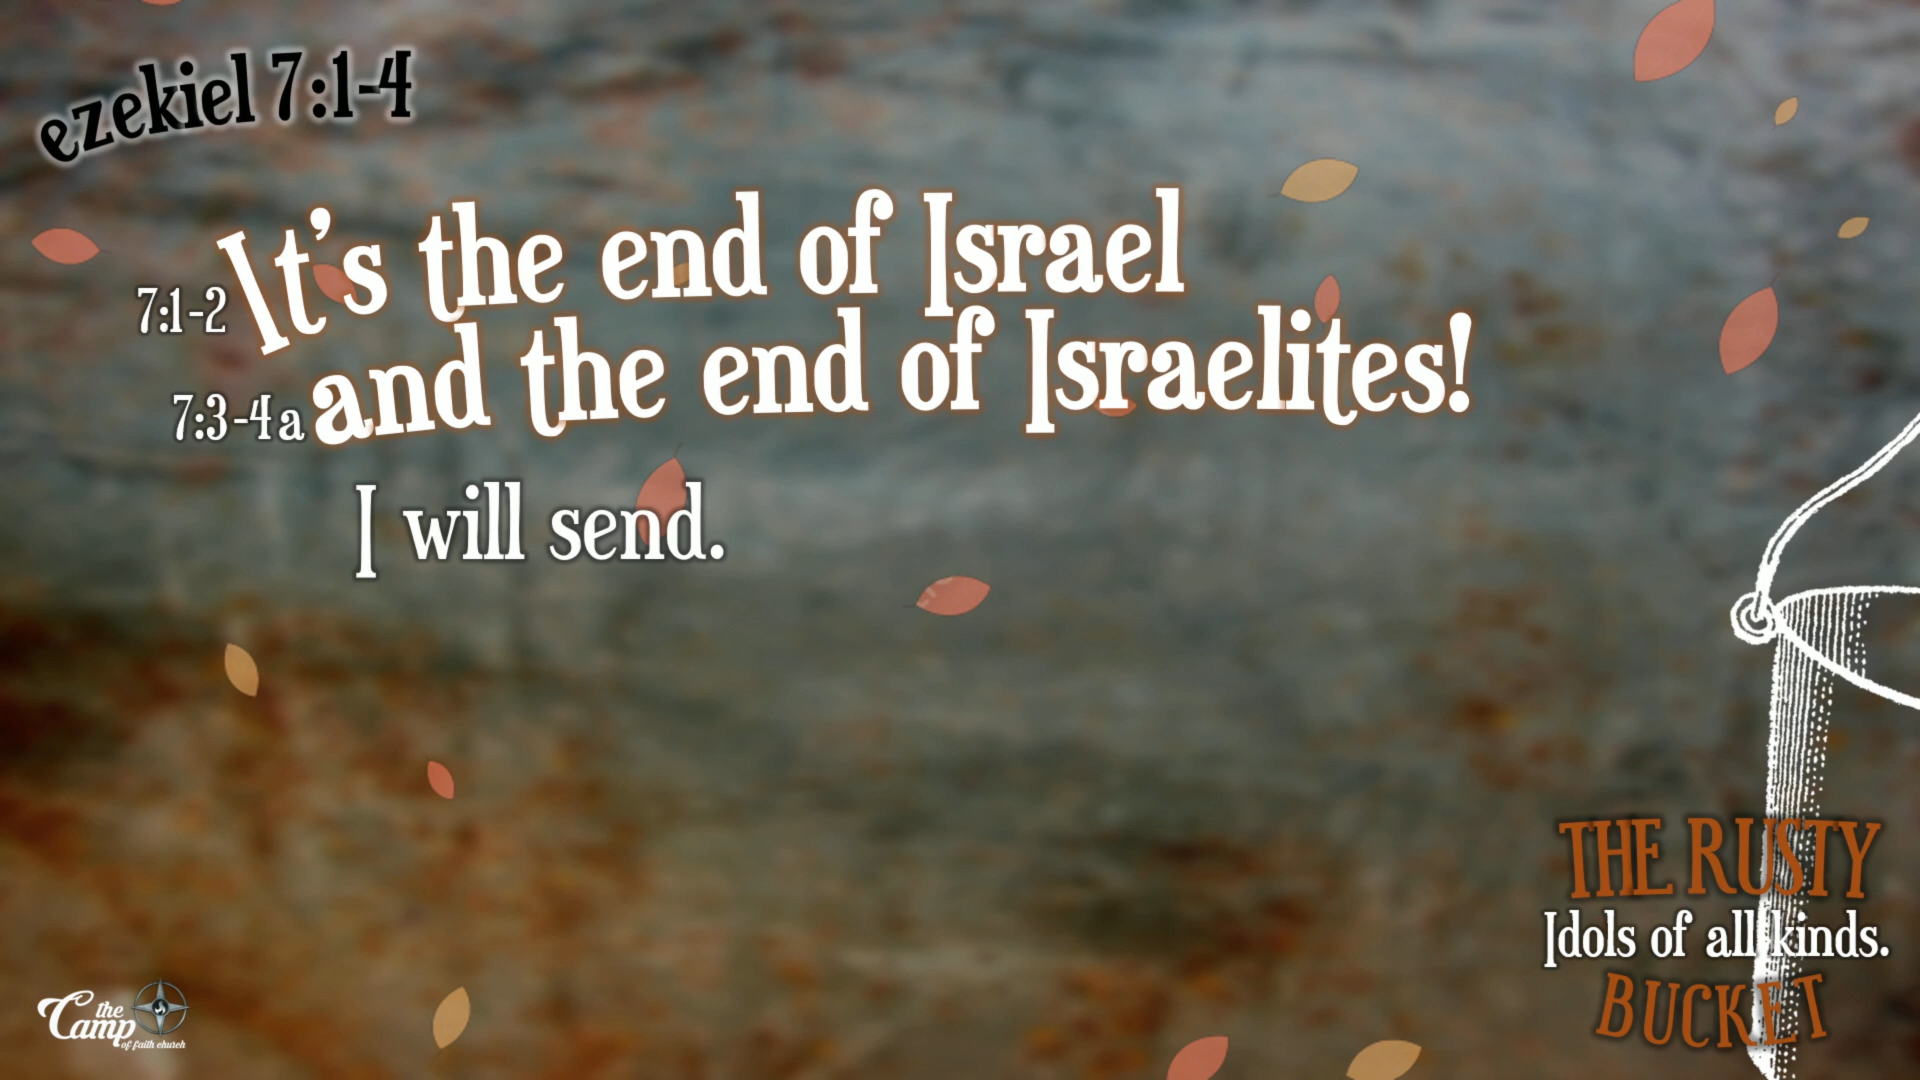 ezekiel 7:1-4
7:1-2 It's the end of Israel
7:3-4a and the end of Israelites!
I will send.
THE RUSTY
Idols of all kinds.
BUCKET
the
Camp
of faith church